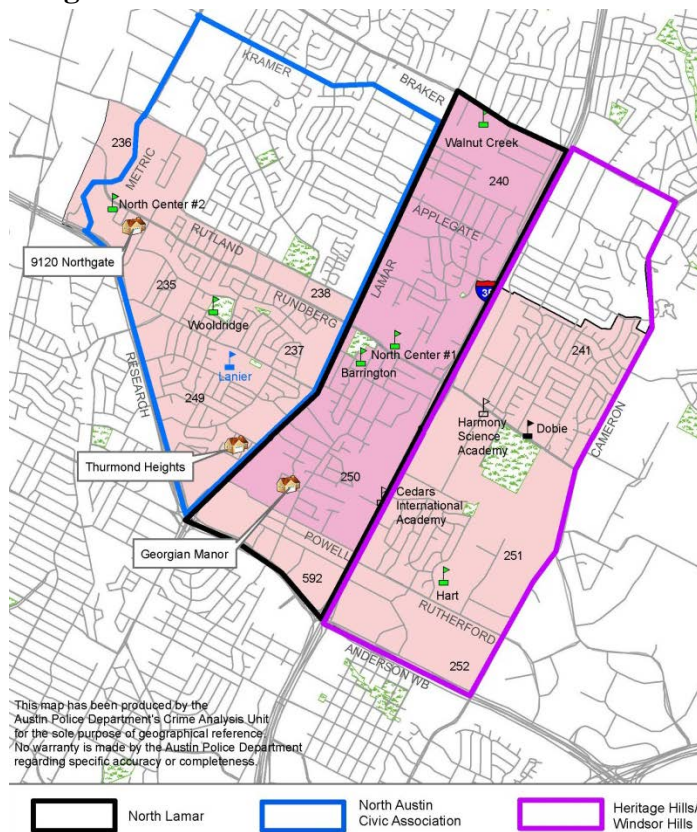 KRAMER
BRAKER
Walnut Creek
236
240
METRIC
North Center #2
APPLEGATE
RUTLAND
9120 Northgate
LAMAR
238
235
RUNDBERG
35
Wooldridge
North Center #1
241
237
Barrington
Lanier
RESEARCH
249
Harmony
Science
Academy
Dobie
CAMERON
Thurmond Heights
250
Cedars
International
Academy
Georgian Manor
POWELL
251
592
Hart
RUTHERFORD
252
ANDERSON WB
This map has been produced by the
Austin Police Department's Crime Analysis Unit
for the sole purpose of geographical reference.
No warranty is made by the Austin Police Department
regarding specific accuracy or completeness.
North Lamar
North Austin
Civic Association
Heritage Hills/
Windsor Hills